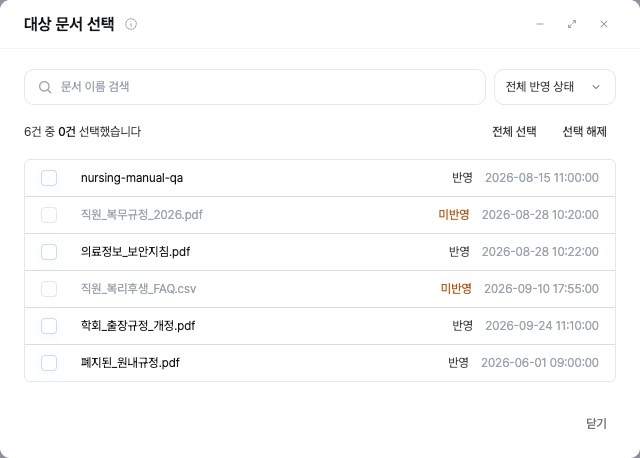 대상 문서 선택
문서 이름 검색
전체 반영 상태
6건 중 0건 선택했습니다
전체 선택
선택 해제
nursing-manual-qa 반영 2026-08-15 11:00:00
직원_복무규정_2026.pdf 미반영 2026-08-28 10:20:00
의료정보_보안지침.pdf 반영 2026-08-28 10:22:00
직원_복리후생_FAQ.csv 미반영 2026-09-10 17:55:00
학회_출장규정_개정.pdf 반영 2026-09-24 11:10:00
폐지된_원내규정.pdf 반영 2026-06-01 09:00:00
닫기